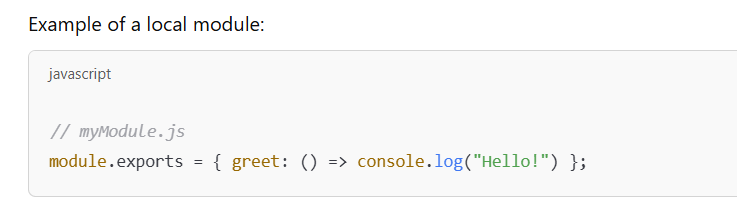 Example of a local module:
javascript
// myModule.js
module.exports = { greet: () => console.log("Hello!") };